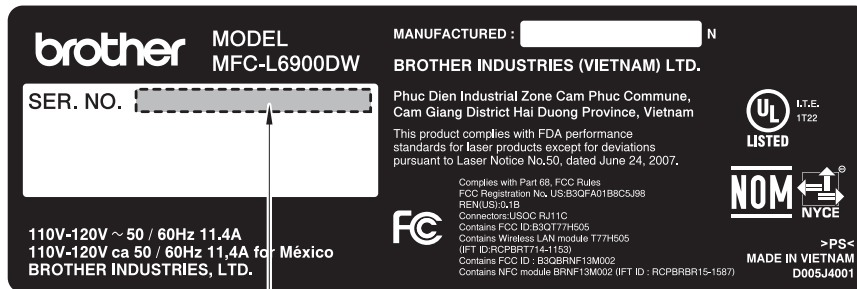 brother
MODEL
MFC-L6900DW
SER. NO.
110V-120V ~ 50 / 60Hz 11.4A
110V-120V ca 50 / 60Hz 11,4A for México
BROTHER INDUSTRIES, LTD.
MANUFACTURED : N
BROTHER INDUSTRIES (VIETNAM) LTD.
Phuc Dien Industrial Zone Cam Phuc Commune,
Cam Giang District Hai Duong Province, Vietnam
This product complies with FDA performance
standards for laser products except for deviations
pursuant to Laser Notice No.50, dated June 24, 2007.
FC
Complies with Part 68, FCC Rules
FCC Registration No. US:B3QFA01B8C5J98
REN(US):0.1B
Connectors:USOC RJ11C
Contains FCC ID:B3QT77H505
Contains Wireless LAN module T77H505
(IFT ID:RCPBRT714-1153)
Contains FCC ID : B3QBRNF13M002
Contains NFC module BRNF13M002 (IFT ID : RCPBRBR15-1587)
UL
LISTED
I.T.E.
1T22
NOM
NYCE
>PS<
MADE IN VIETNAM
D005J4001